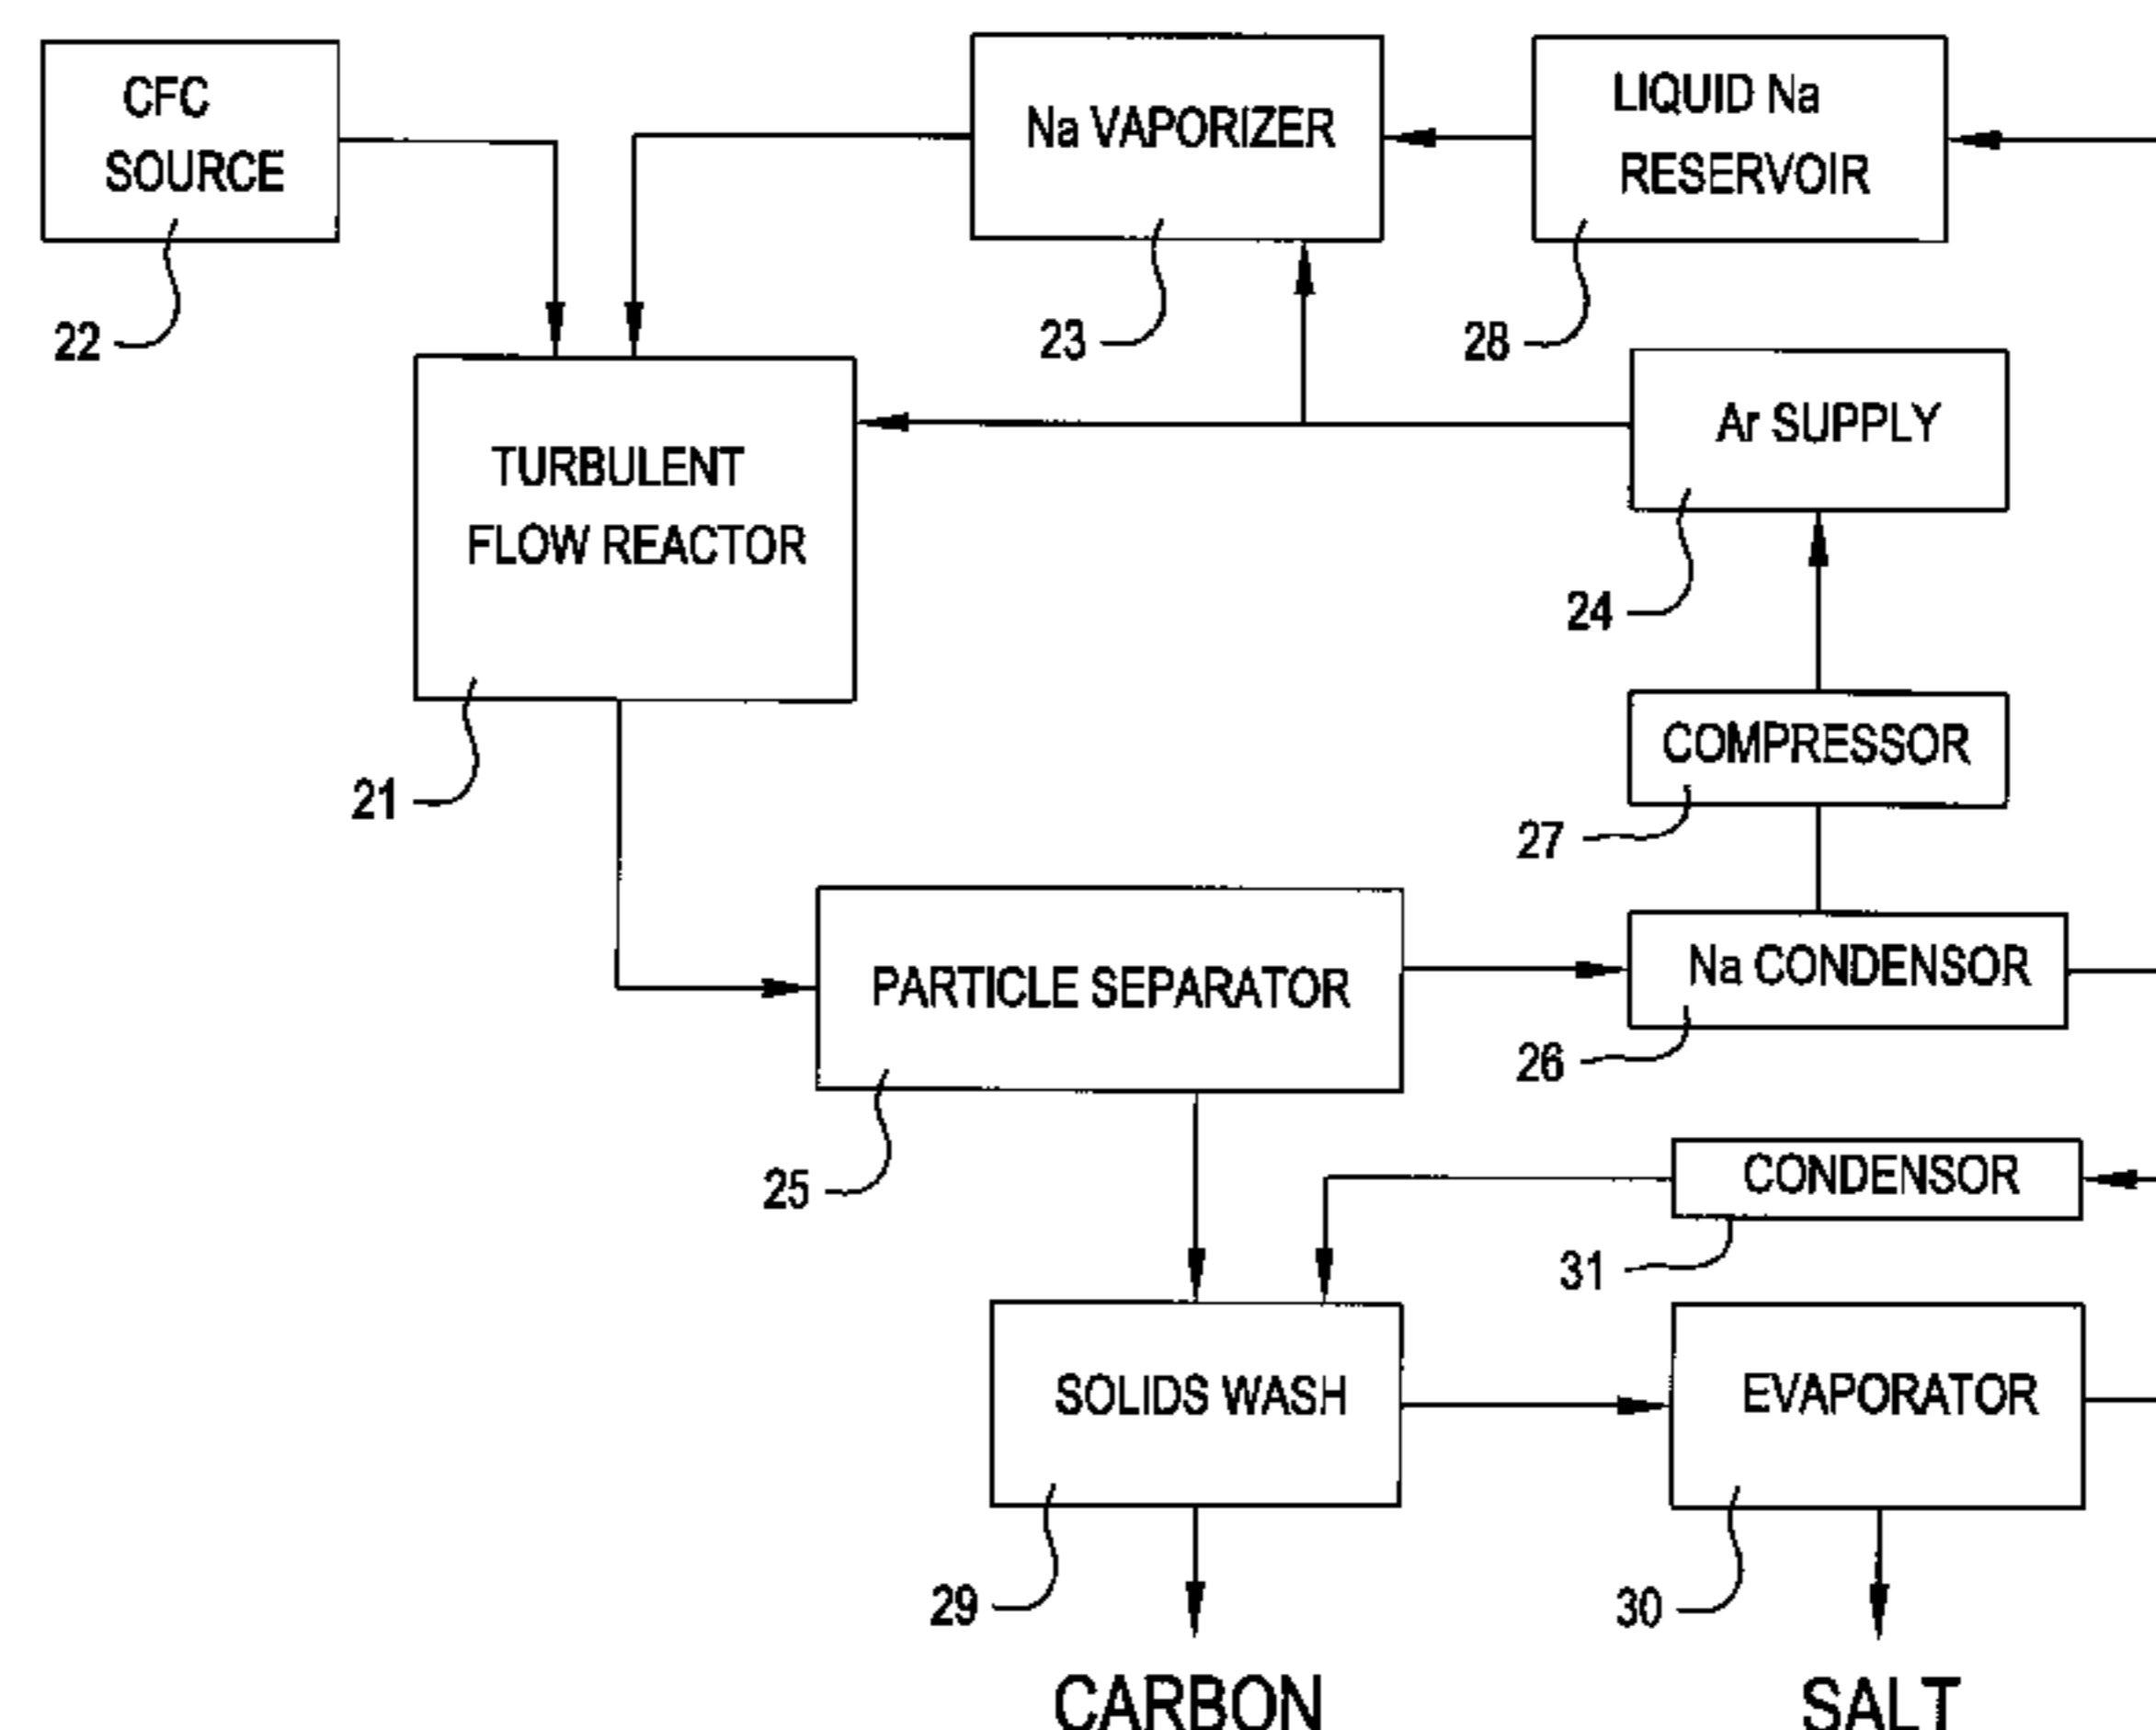 CFC
SOURCE
22
Na VAPORIZER
23
LIQUID Na
RESERVOIR
28
TURBULENT
FLOW REACTOR
21
Ar SUPPLY
24
COMPRESSOR
27
PARTICLE SEPARATOR
25
Na CONDENSOR
26
CONDENSOR
31
SOLIDS WASH
29
EVAPORATOR
30
CARBON
SALT